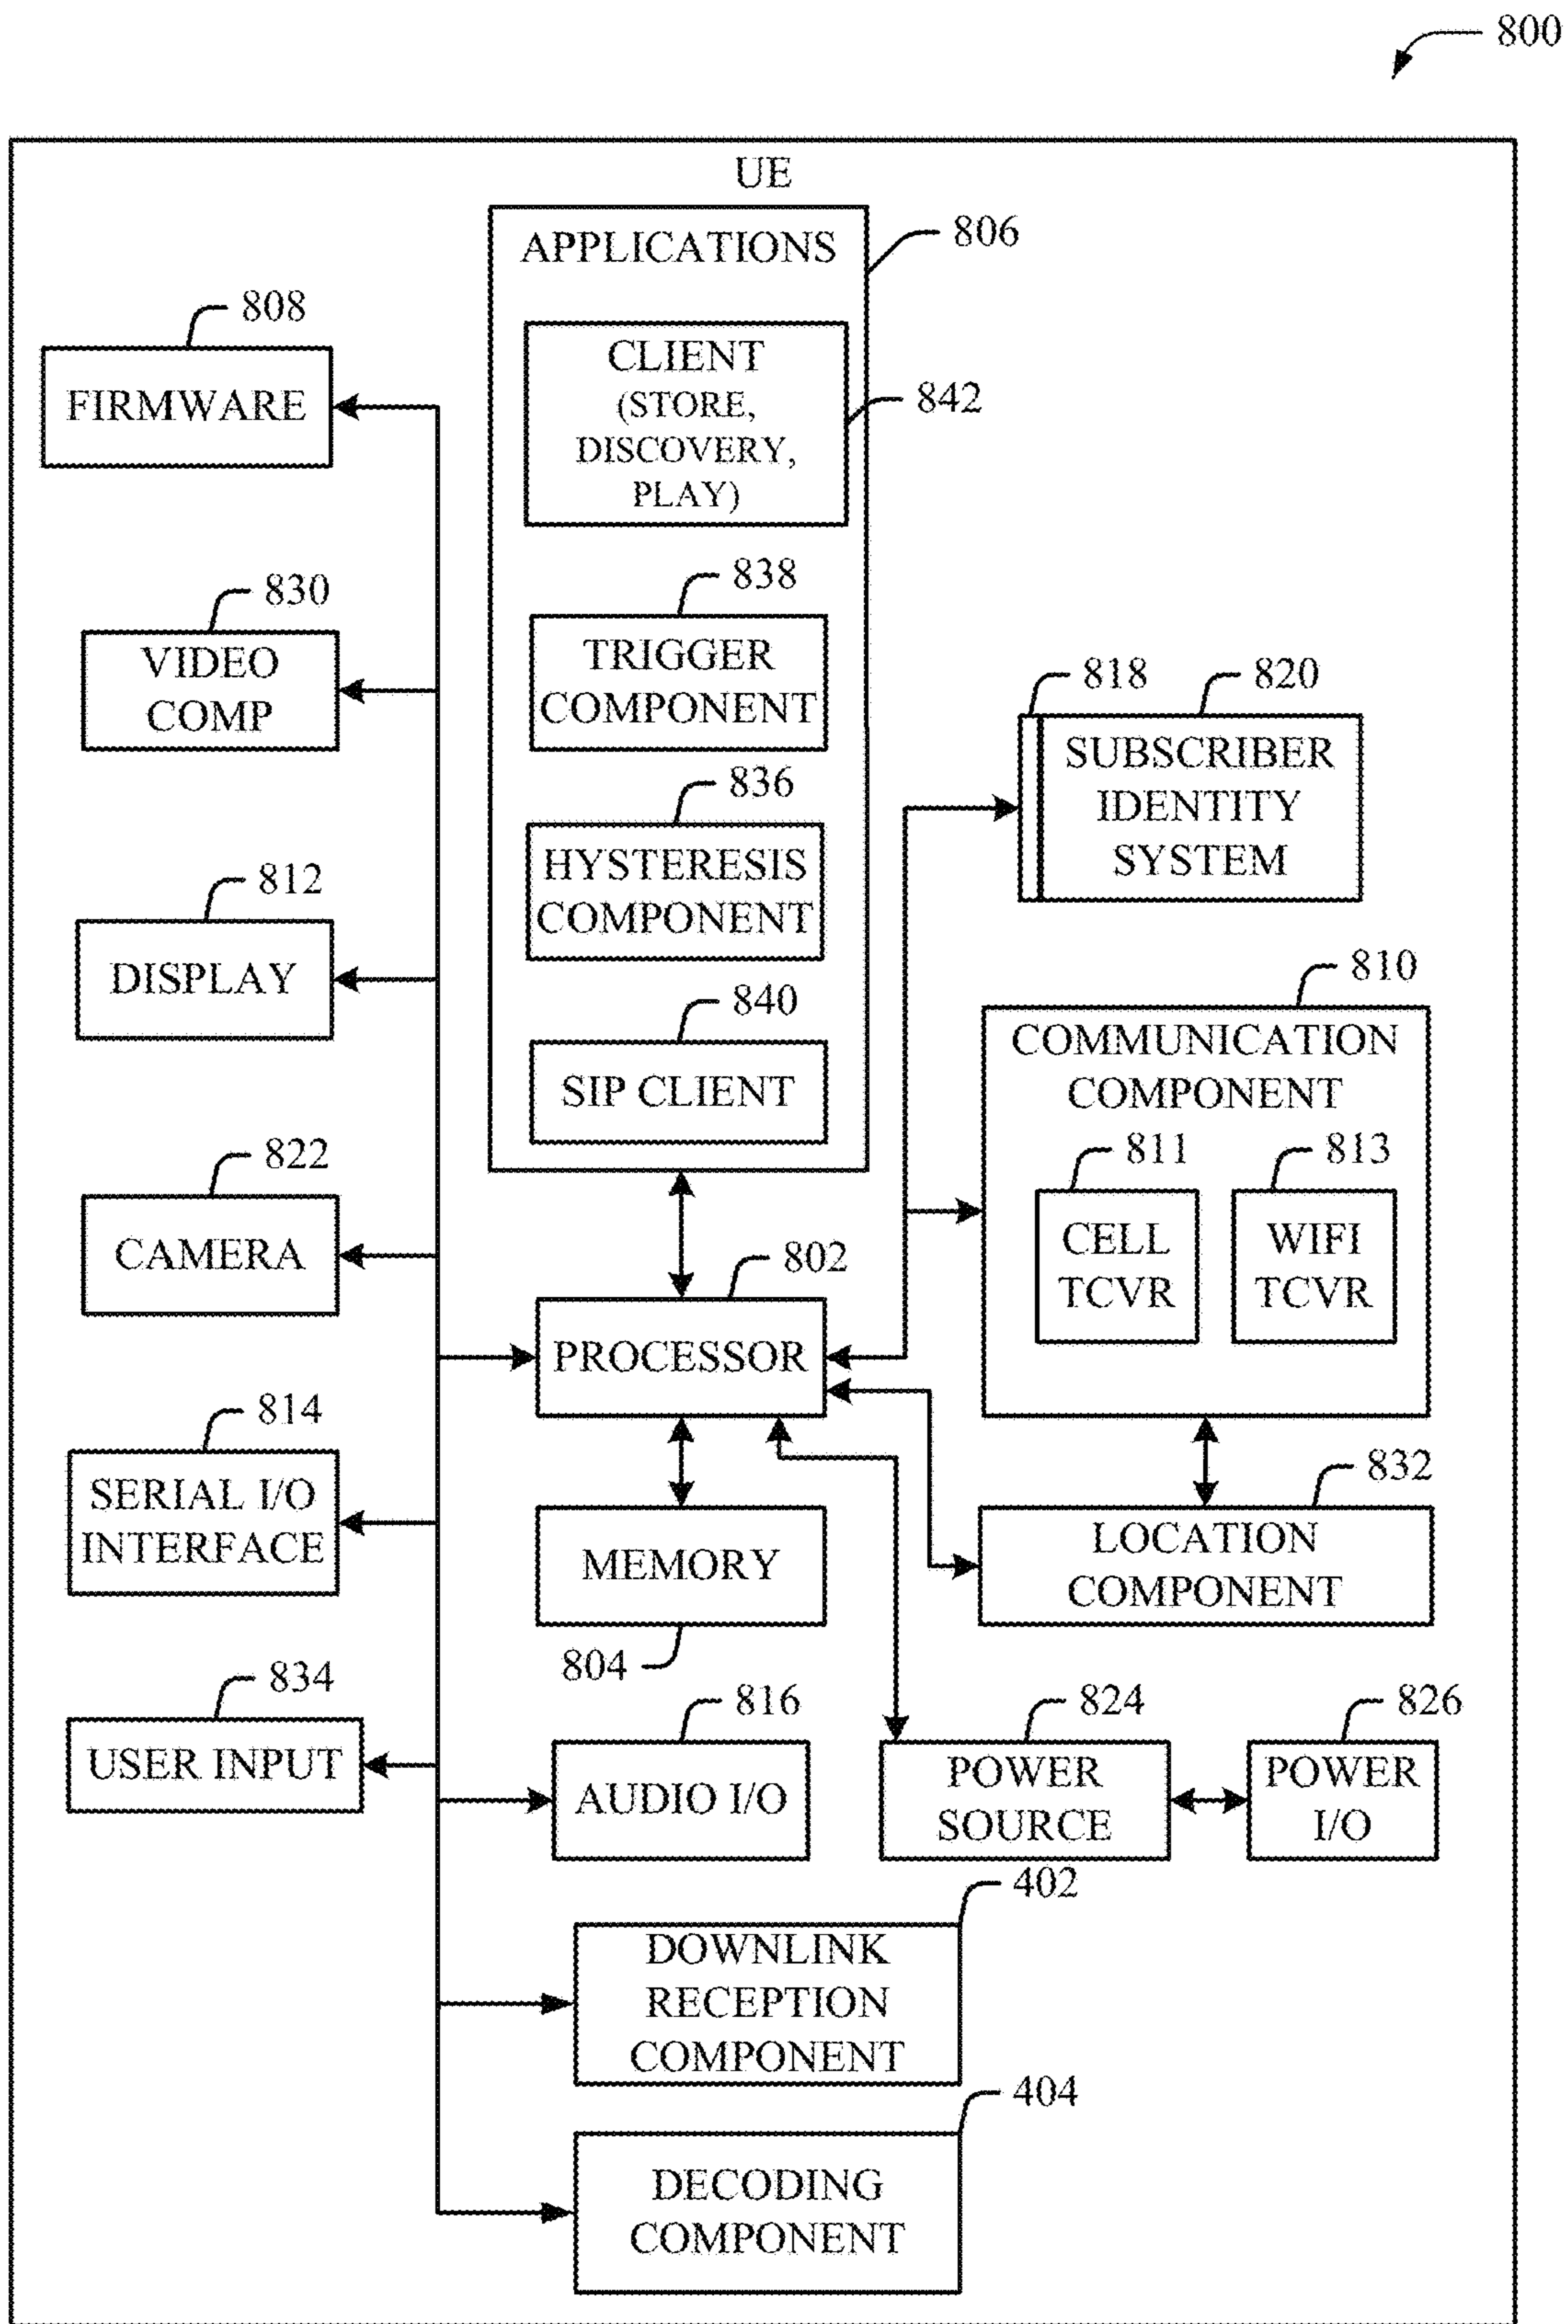 800
UE
APPLICATIONS
806
CLIENT
(STORE,
DISCOVERY,
PLAY)
842
838
TRIGGER
COMPONENT
836
HYSTERESIS
COMPONENT
840
SIP CLIENT
808
FIRMWARE
830
VIDEO
COMP
812
DISPLAY
822
CAMERA
814
SERIAL I/O
INTERFACE
834
USER INPUT
818
820
SUBSCRIBER
IDENTITY
SYSTEM
810
COMMUNICATION
COMPONENT
811
CELL
TCVR
813
WIFI
TCVR
802
PROCESSOR
MEMORY
804
832
LOCATION
COMPONENT
816
AUDIO I/O
824
POWER
SOURCE
826
POWER
I/O
402
DOWNLINK
RECEPTION
COMPONENT
404
DECODING
COMPONENT